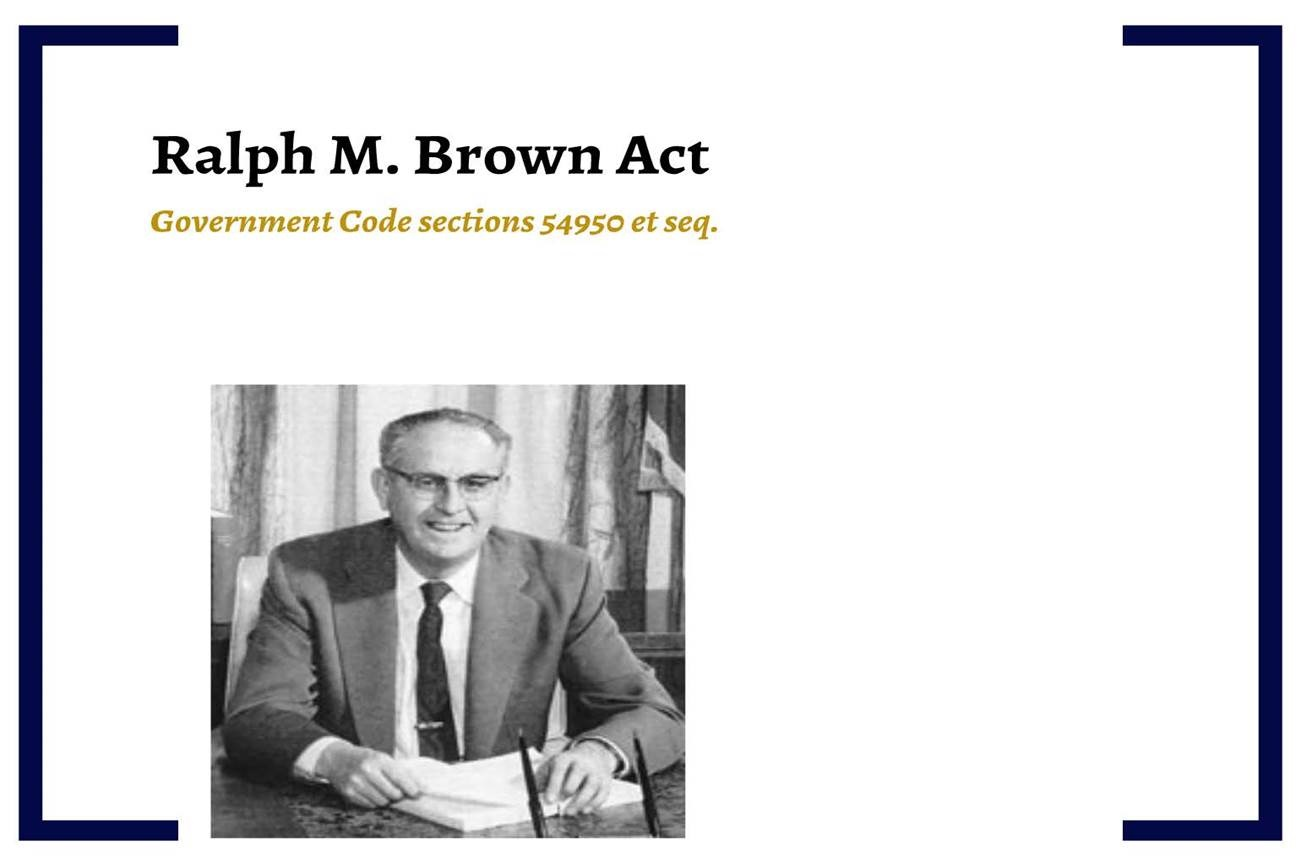 Ralph M. Brown Act
Government Code sections 54950 et seq.